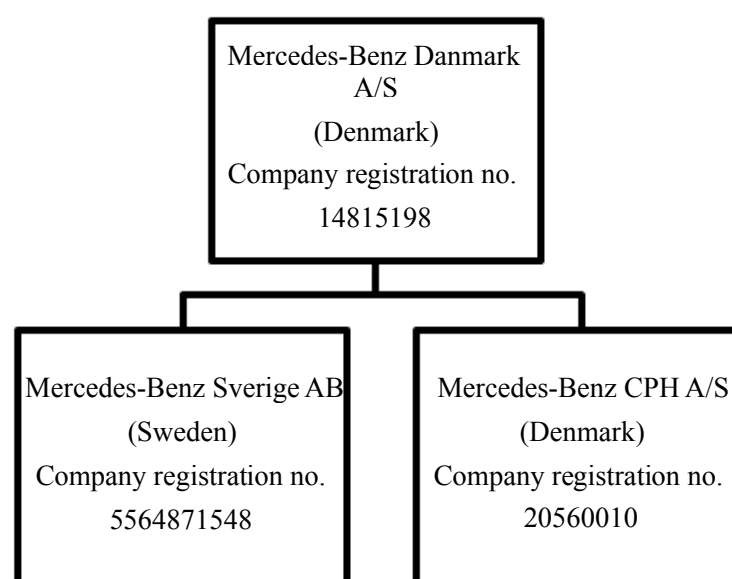 Mercedes-Benz Danmark
A/S
(Denmark)
Company registration no.
14815198
Mercedes-Benz Sverige AB
(Sweden)
Company registration no.
5564871548
Mercedes-Benz CPH A/S
(Denmark)
Company registration no.
20560010